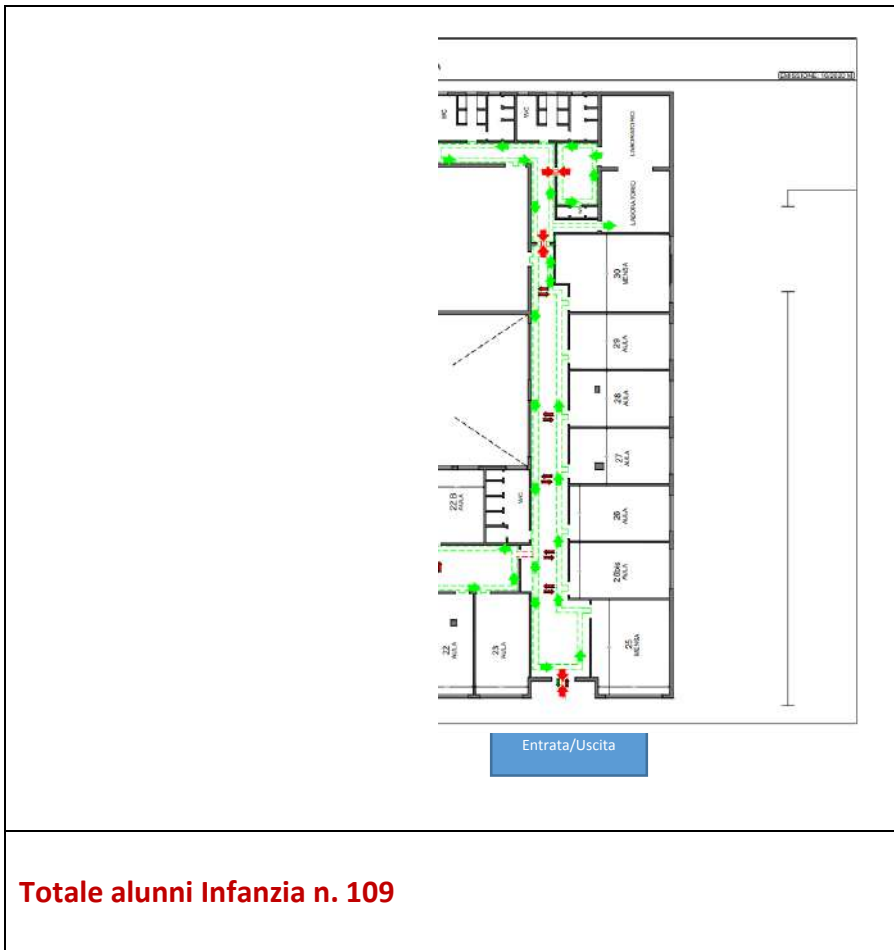 WC
WC
LABORATORIO
LABORATORIO
30
MENSA
29
AULA
28
AULA
27
AULA
22.B
AULA
WC
26
AULA
26bis
AULA
22
AULA
23
AULA
25
MENSA
Entrata/Uscita
Totale alunni Infanzia n. 109